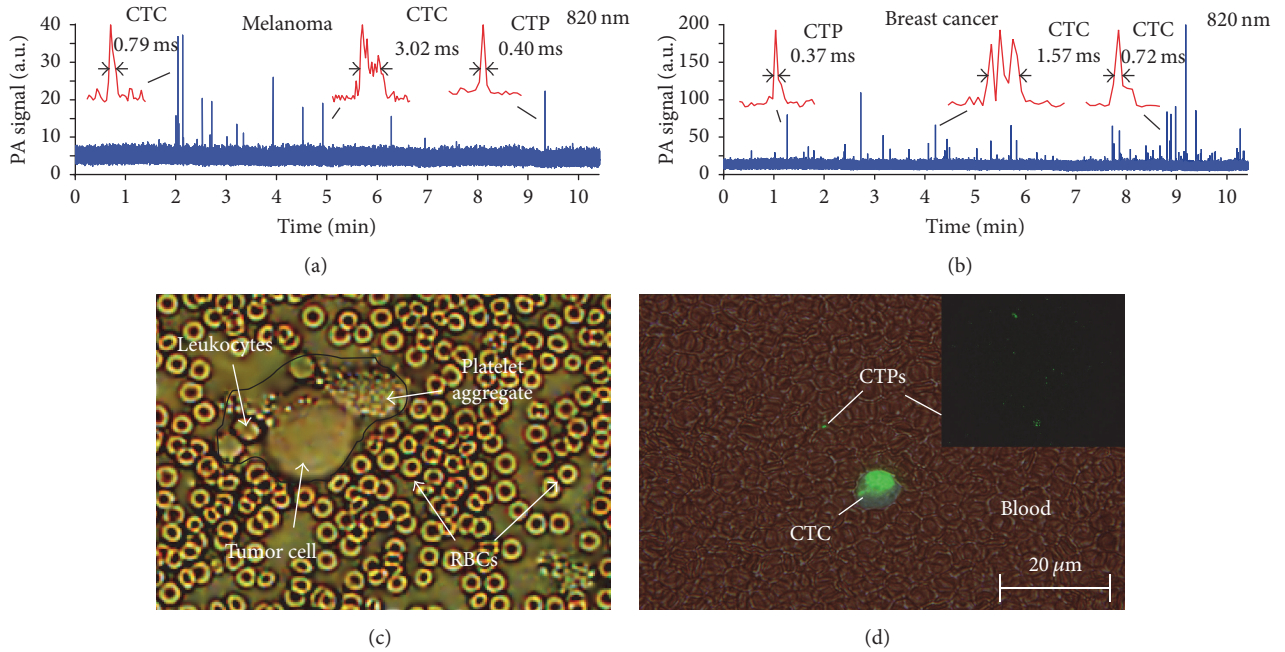 CTC
0.79 ms
Melanoma
CTC
3.02 ms
CTP
0.40 ms
820 nm
PA signal (a.u.)
40
30
20
10
0
0 1 2 3 4 5 6 7 8 9 10
Time (min)
(a)
CTP
0.37 ms
Breast cancer
CTC
1.57 ms
CTC
0.72 ms
820 nm
PA signal (a.u.)
200
150
100
50
0
0 1 2 3 4 5 6 7 8 9 10
Time (min)
(b)
Leukocytes
Platelet
aggregate
Tumor cell
RBCs
(c)
CTPs
CTC
Blood
20 μm
(d)